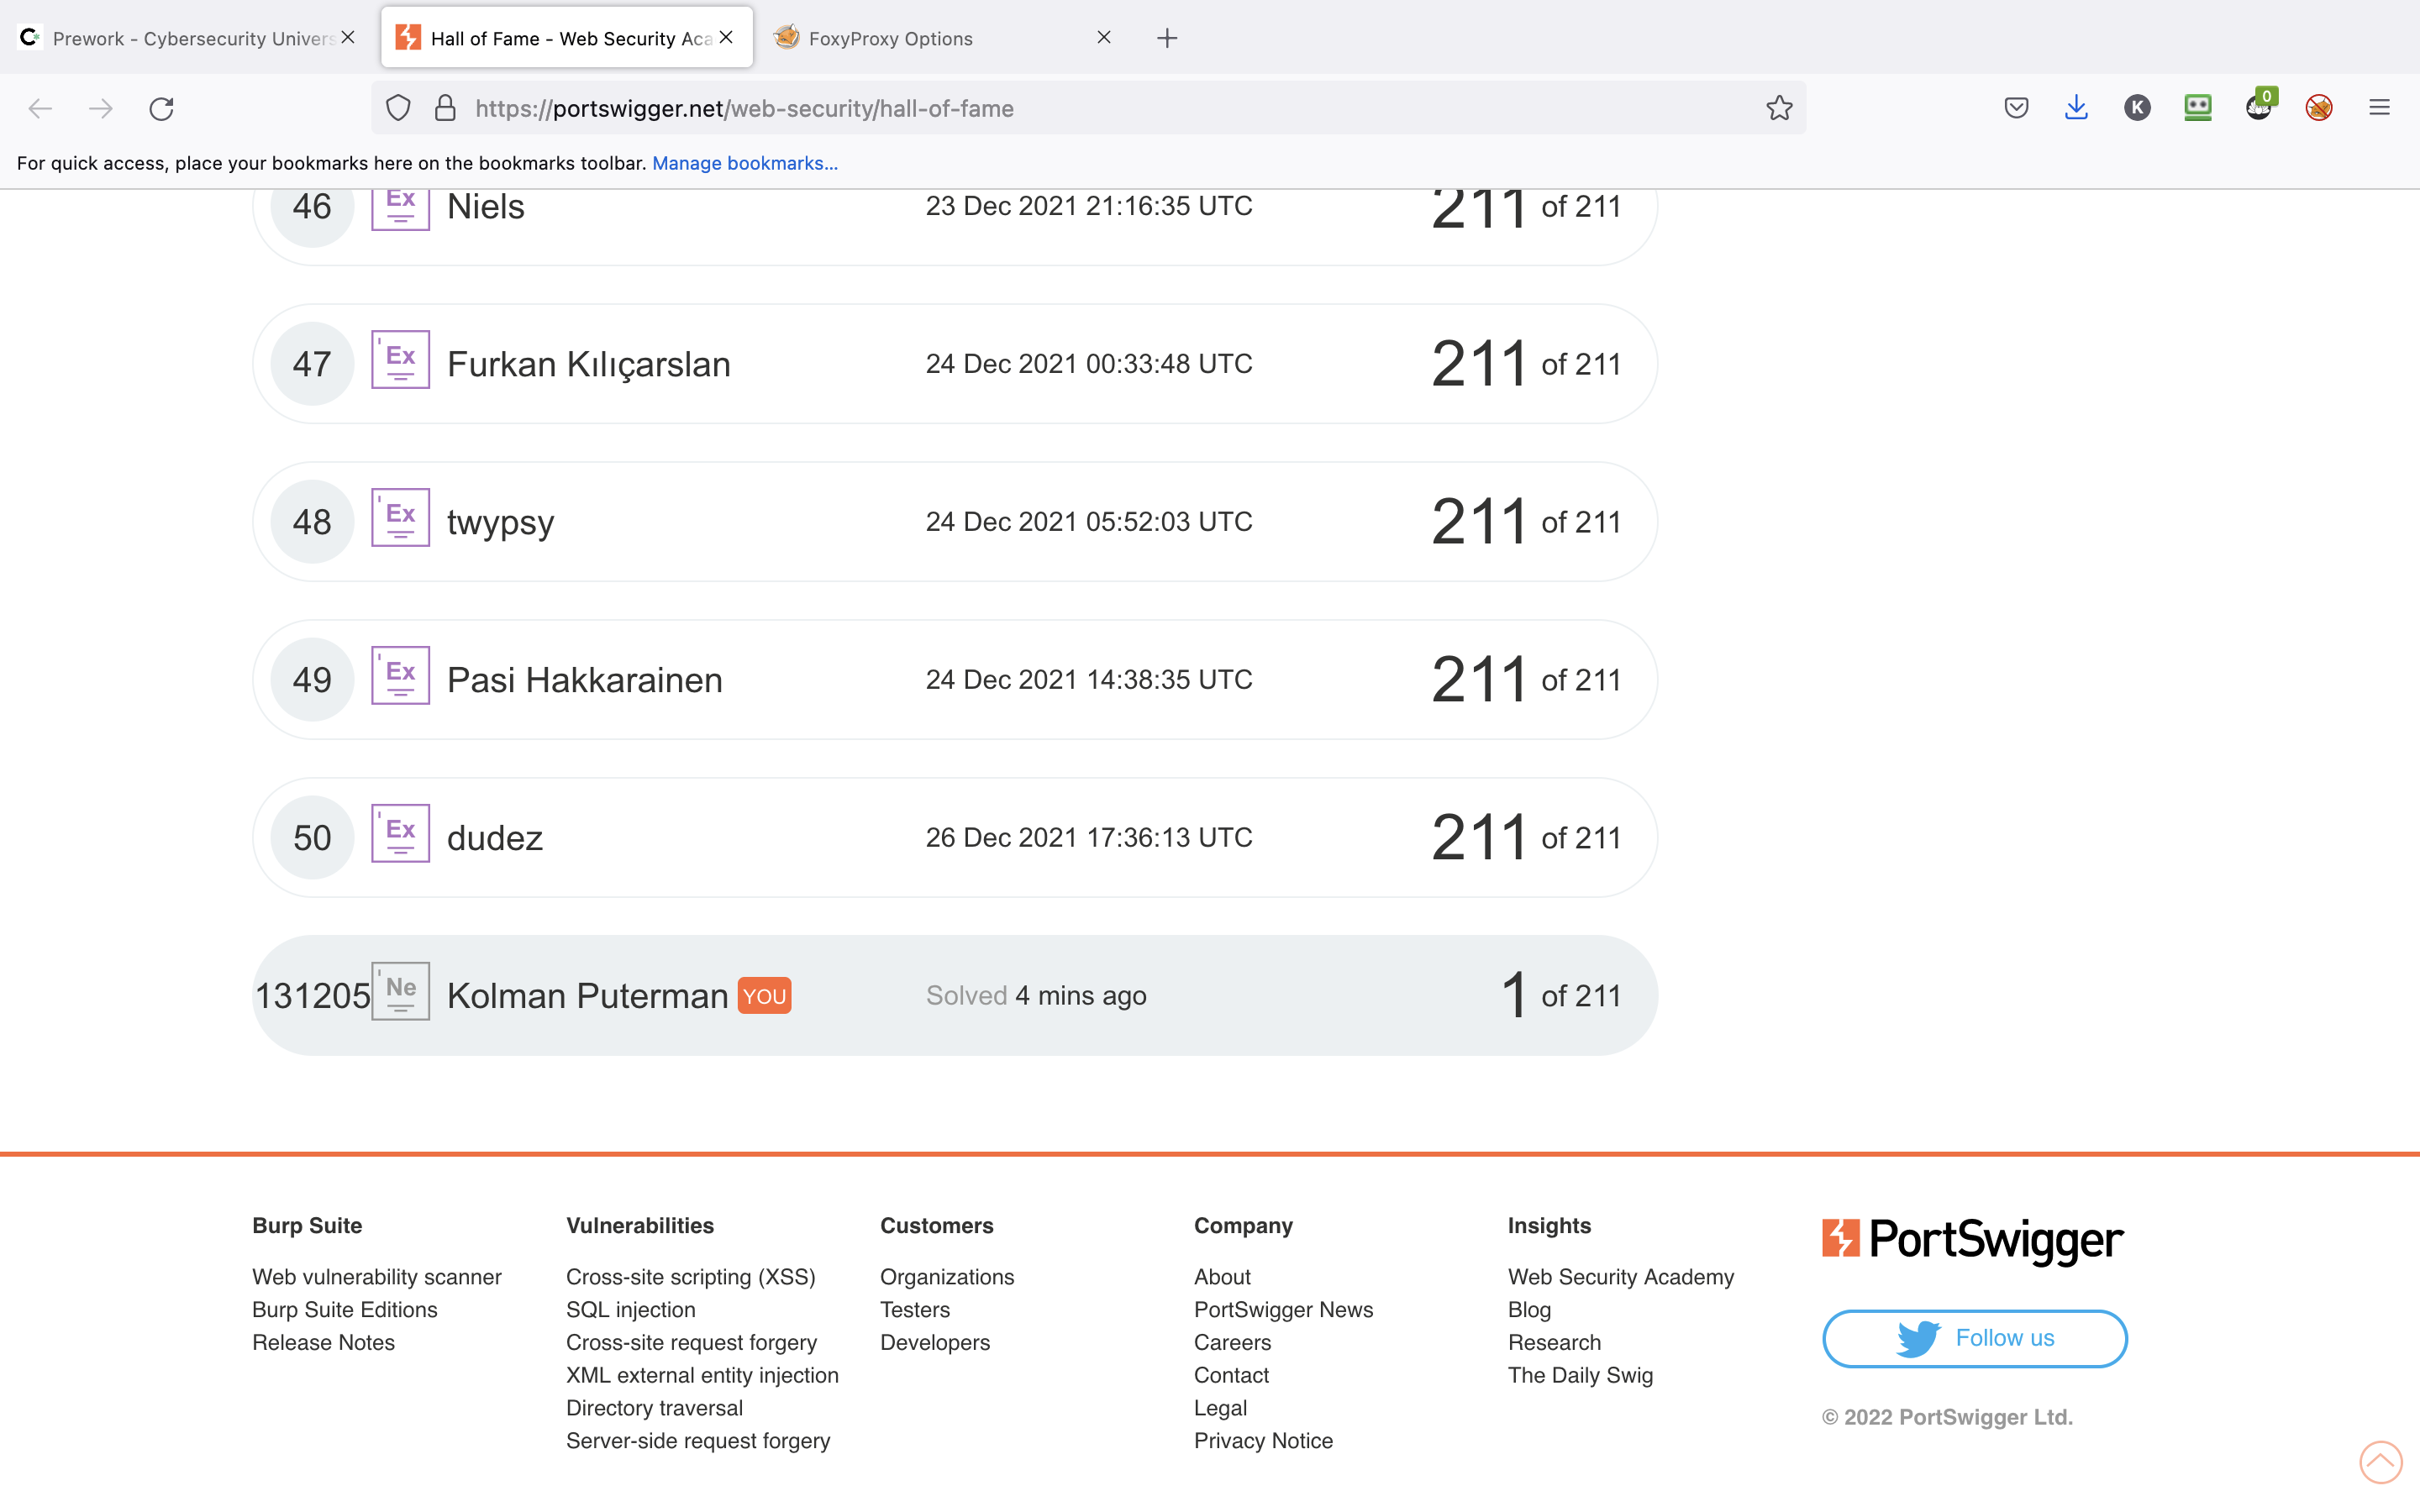 Prework - Cybersecurity Univers
Hall of Fame - Web Security Aca
FoxyProxy Options
https://portswigger.net/web-security/hall-of-fame
K
0
For quick access, place your bookmarks here on the bookmarks toolbar. Manage bookmarks...
46 Ex Niels 23 Dec 2021 21:16:35 UTC 211 of 211
47 Ex Furkan Kılıçarslan 24 Dec 2021 00:33:48 UTC 211 of 211
48 Ex twypsy 24 Dec 2021 05:52:03 UTC 211 of 211
49 Ex Pasi Hakkarainen 24 Dec 2021 14:38:35 UTC 211 of 211
50 Ex dudez 26 Dec 2021 17:36:13 UTC 211 of 211
131205 Ne Kolman Puterman YOU Solved 4 mins ago 1 of 211
Burp Suite
Web vulnerability scanner
Burp Suite Editions
Release Notes
Vulnerabilities
Cross-site scripting (XSS)
SQL injection
Cross-site request forgery
XML external entity injection
Directory traversal
Server-side request forgery
Customers
Organizations
Testers
Developers
Company
About
PortSwigger News
Careers
Contact
Legal
Privacy Notice
Insights
Web Security Academy
Blog
Research
The Daily Swig
PortSwigger
Follow us
© 2022 PortSwigger Ltd.